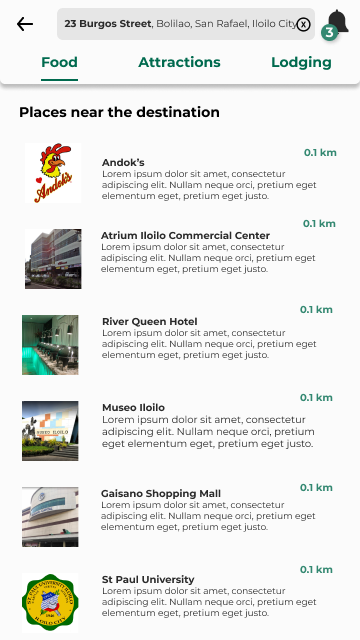 23 Burgos Street, Bolilao, San Rafael, Iloilo City
x
3
Food Attractions Lodging
Places near the destination
0.1 km
Andok's
Andok's
Lorem ipsum dolor sit amet, consectetur
adipiscing elit. Nullam neque orci, pretium eget
elementum eget, pretium eget justo.
0.1 km
Atrium Iloilo Commercial Center
Lorem ipsum dolor sit amet, consectetur
adipiscing elit. Nullam neque orci, pretium eget
elementum eget, pretium eget justo.
0.1 km
River Queen Hotel
Lorem ipsum dolor sit amet, consectetur
adipiscing elit. Nullam neque orci, pretium eget
elementum eget, pretium eget justo.
0.1 km
Museo Iloilo
MUSEO ILOILO
Lorem ipsum dolor sit amet, consectetur
adipiscing elit. Nullam neque orci, pretium
eget elementum eget, pretium eget justo.
0.1 km
Gaisano Shopping Mall
Lorem ipsum dolor sit amet, consectetur
adipiscing elit. Nullam neque orci, pretium eget
elementum eget, pretium eget justo.
0.1 km
St Paul University
ST. PAUL UNIVERSITY ILOILO
ILOILO CITY
Lorem ipsum dolor sit amet, consectetur
adipiscing elit. Nullam neque orci, pretium eget
elementum eget, pretium eget justo.